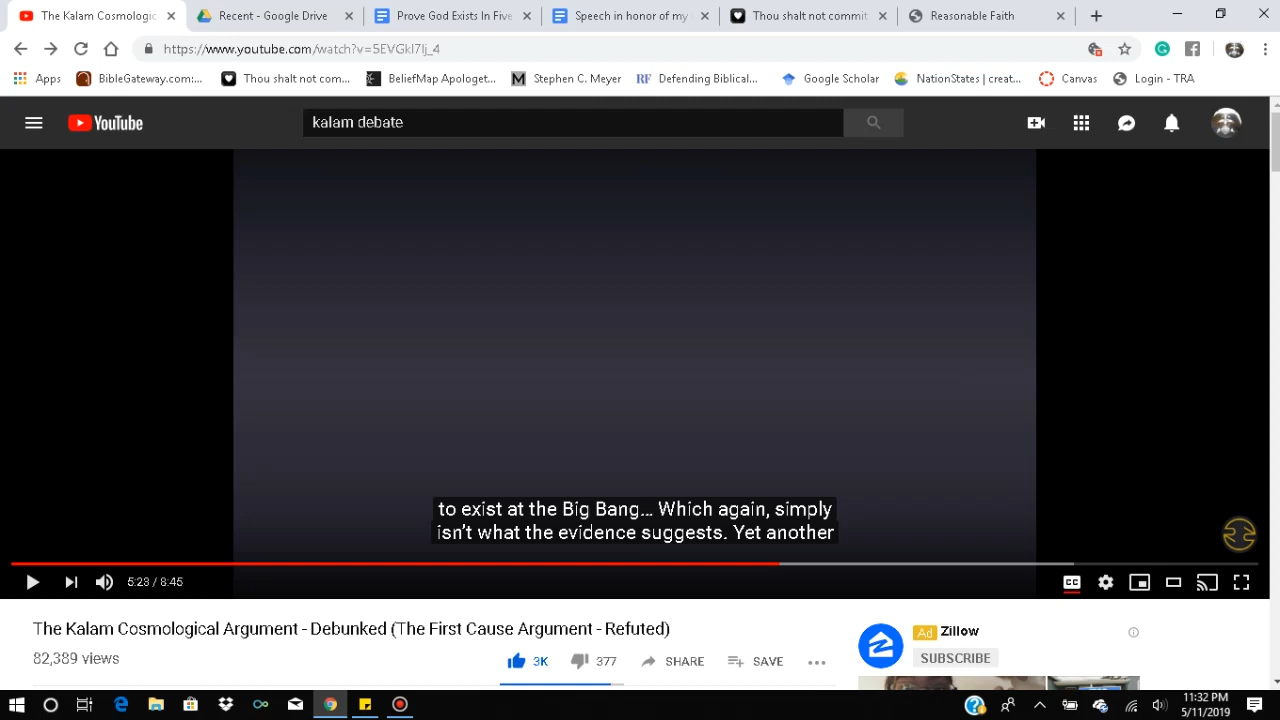 The Kalam Cosmologic
Recent - Google Drive
Prove God Exists In Five
Speech in honor of my
Thou shalt not commit
Reasonable Faith
https://www.youtube.com/watch?v=5EVGkI7Ij_4
Apps
BibleGateway.com:...
Thou shalt not com...
BeliefMap Apologet...
M Stephen C. Meyer
RF Defending Biblical...
Google Scholar
NationStates | creat...
Canvas
Login - TRA
YouTube
kalam debate
to exist at the Big Bang... Which again, simply
isn't what the evidence suggests. Yet another
5:23 / 8:45
CC
The Kalam Cosmological Argument - Debunked (The First Cause Argument - Refuted)
82,389 views
3K
377
SHARE
SAVE
Ad Zillow
SUBSCRIBE
11:32 PM
5/11/2019